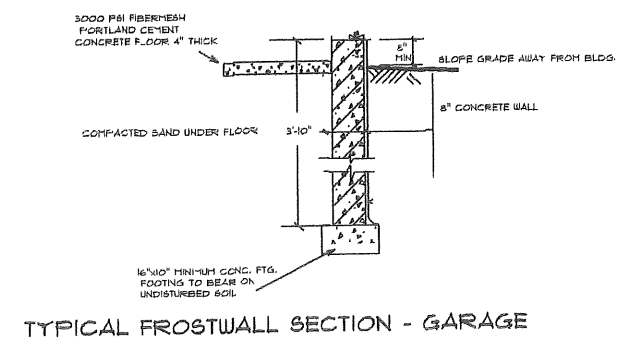 3000 PSI FIBERMESH
PORTLAND CEMENT
CONCRETE FLOOR 4" THICK
8"
MIN
SLOPE GRADE AWAY FROM BLDG.
8" CONCRETE WALL
COMPACTED SAND UNDER FLOOR
3'-10"
16"x10" MINIMUM CONC. FTG.
FOOTING TO BEAR ON
UNDISTURBED SOIL
TYPICAL FROSTWALL SECTION - GARAGE